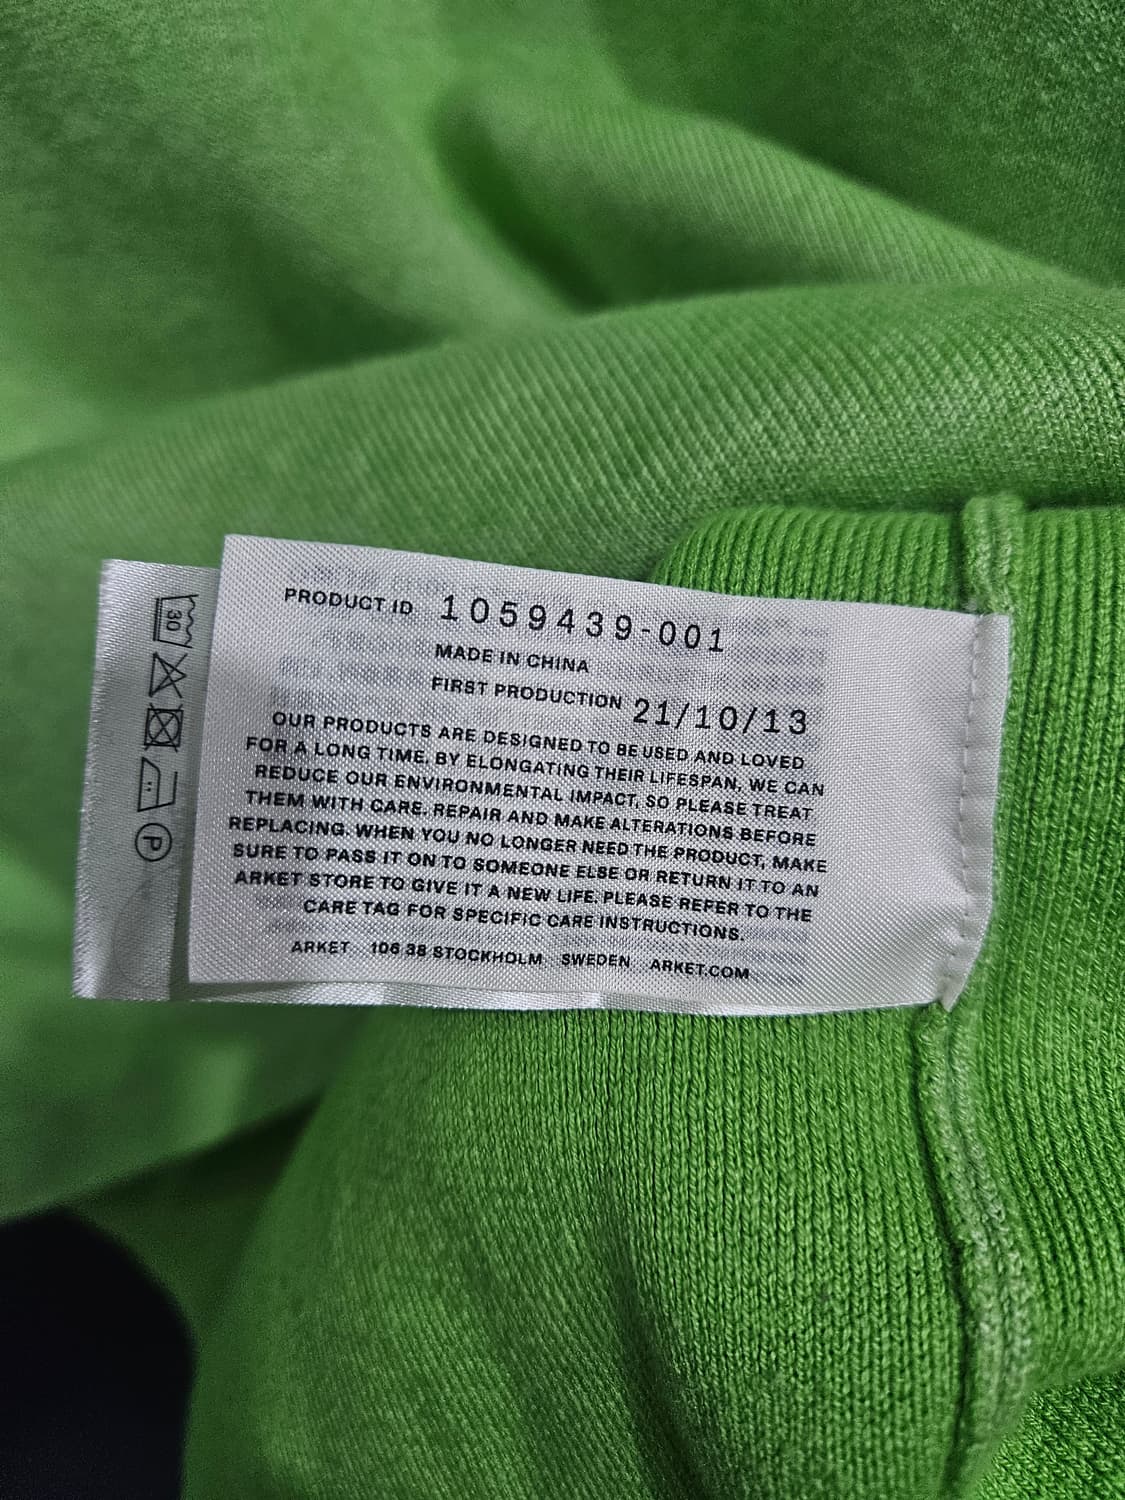 PRODUCT ID 1059439-001
MADE IN CHINA
FIRST PRODUCTION 21/10/13
OUR PRODUCTS ARE DESIGNED TO BE USED AND LOVED
FOR A LONG TIME. BY ELONGATING THEIR LIFESPAN, WE CAN
REDUCE OUR ENVIRONMENTAL IMPACT, SO PLEASE TREAT
THEM WITH CARE. REPAIR AND MAKE ALTERATIONS BEFORE
REPLACING. WHEN YOU NO LONGER NEED THE PRODUCT, MAKE
SURE TO PASS IT ON TO SOMEONE ELSE OR RETURN IT TO AN
ARKET STORE TO GIVE IT A NEW LIFE. PLEASE REFER TO THE
CARE TAG FOR SPECIFIC CARE INSTRUCTIONS.
ARKET 106 38 STOCKHOLM SWEDEN ARKET.COM
30
P